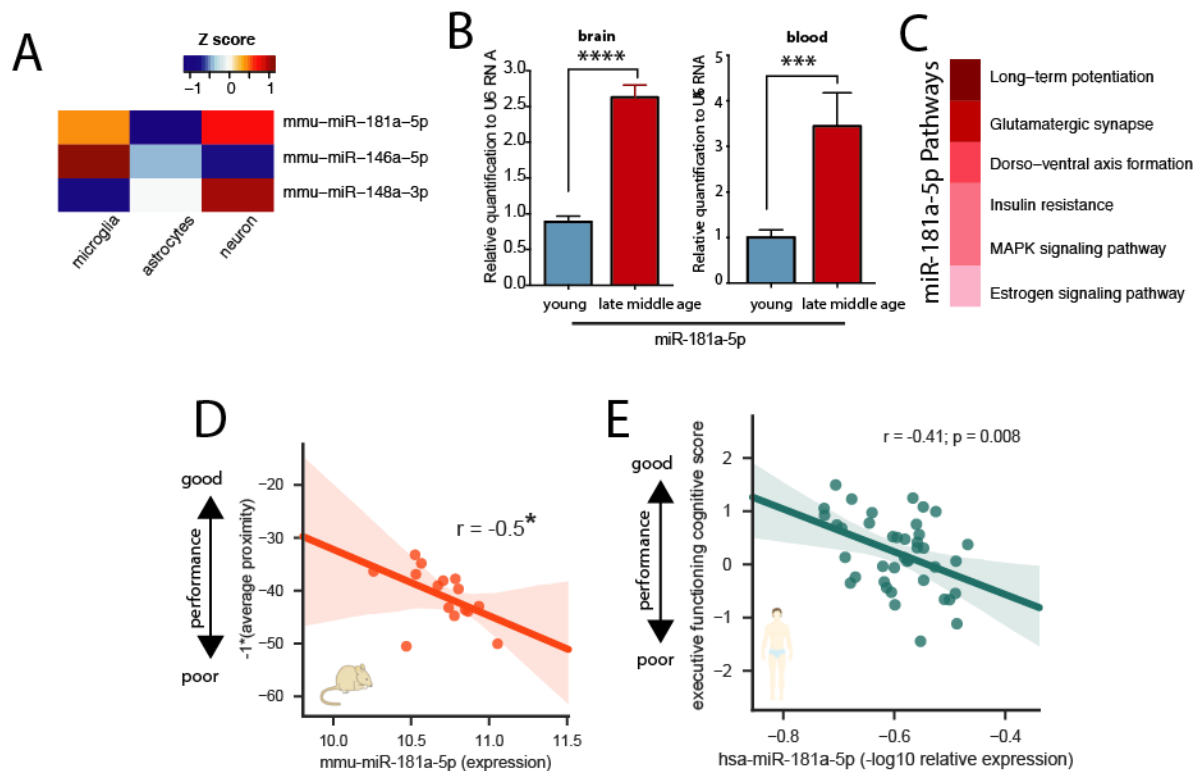 A
Z score
−1 0 1
mmu−miR−181a−5p
mmu−miR−146a−5p
mmu−miR−148a−3p
microglia
astrocytes
neuron
B
brain
****
Relative quantification to U6 RNA
3.0
2.5
2.0
1.5
1.0
0.5
0.0
young late middle age
blood
***
Relative quantification to U6 RNA
5
4
3
2
1
0
young late middle age
miR-181a-5p
C
miR-181a-5p Pathways
Long−term potentiation
Glutamatergic synapse
Dorso−ventral axis formation
Insulin resistance
MAPK signaling pathway
Estrogen signaling pathway
D
good
performance
poor
-1*(average proximity)
−20
−30
−40
−50
−60
r = -0.5*
10.0 10.5 11.0 11.5
mmu-miR-181a-5p (expression)
E
good
performance
poor
executive functioning cognitive score
2
1
0
−1
−2
r = -0.41; p = 0.008
−0.8 −0.6 −0.4
hsa-miR-181a-5p (-log10 relative expression)